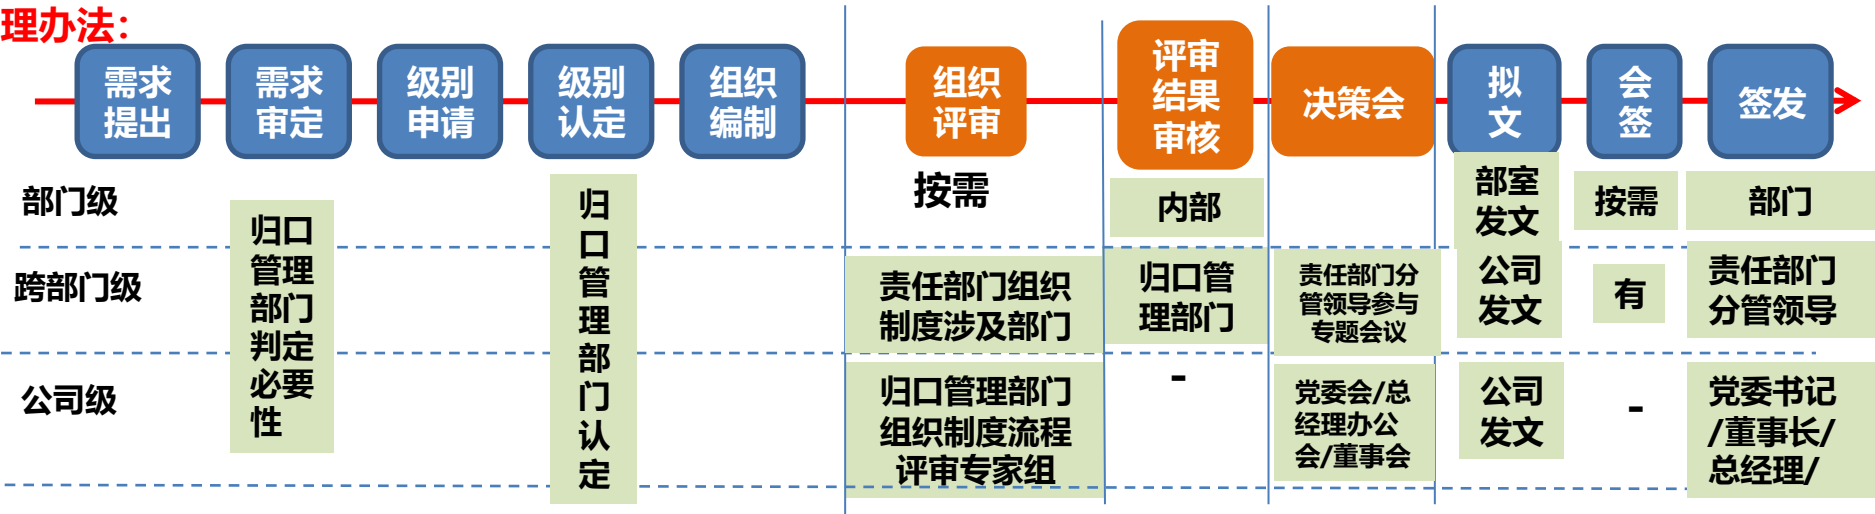 理办法：
需求
提出
需求
审定
级别
申请
级别
认定
组织
编制
组织
评审
评审
结果
审核
决策会
拟
文
会
签
签发
部门级
归口
管理
部门
判定
必要
性
归
口
管
理
部
门
认
定
按需
内部
部室
发文
按需
部门
跨部门级
责任部门组织
制度涉及部门
归口管
理部门
责任部门分
管领导参与
专题会议
公司
发文
有
责任部门
分管领导
公司级
归口管理部门
组织制度流程
评审专家组
-
党委会/总
经理办公
会/董事会
公司
发文
-
党委书记
/董事长/
总经理/